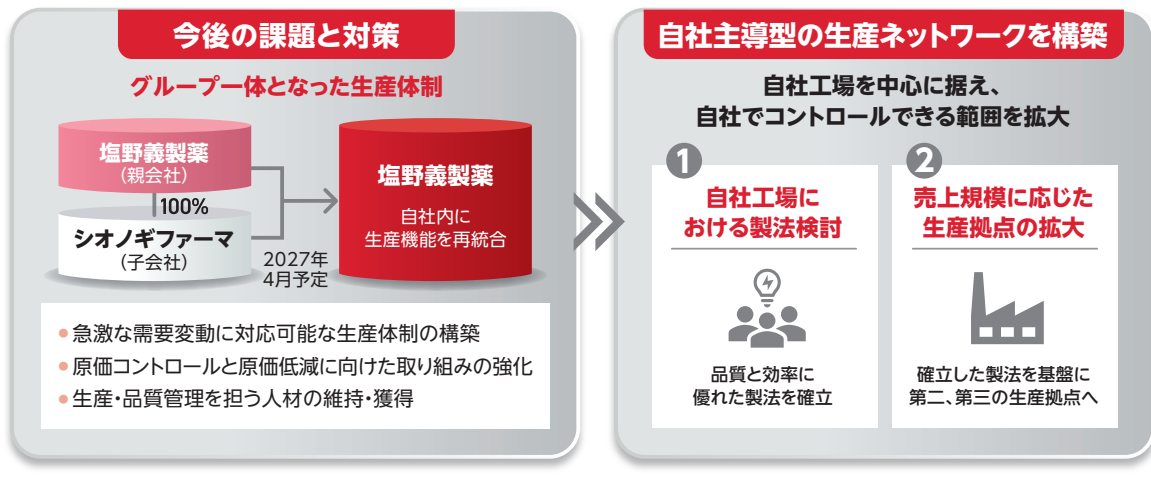 今後の課題と対策
グループ一体となった生産体制
塩野義製薬
(親会社)
100%
シオノギファーマ
(子会社)
2027年
4月予定
塩野義製薬
自社内に
生産機能を再統合
急激な需要変動に対応可能な生産体制の構築
原価コントロールと原価低減に向けた取り組みの強化
生産・品質管理を担う人材の維持・獲得
自社主導型の生産ネットワークを構築
自社工場を中心に据え、
自社でコントロールできる範囲を拡大
1
自社工場に
おける製法検討
品質と効率に
優れた製法を確立
2
売上規模に応じた
生産拠点の拡大
確立した製法を基盤に
第二、第三の生産拠点へ